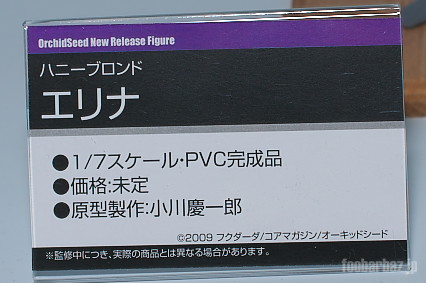 OrchidSeed New Release Figure
ハニーブロンド
エリナ
●1/7スケール・PVC完成品
●価格:未定
●原型製作:小川慶一郎
©2009 フクダーダ/コアマガジン/オーキッドシード
※監修中につき、実際の商品とは異なる場合があります。
foobarbaz.jp